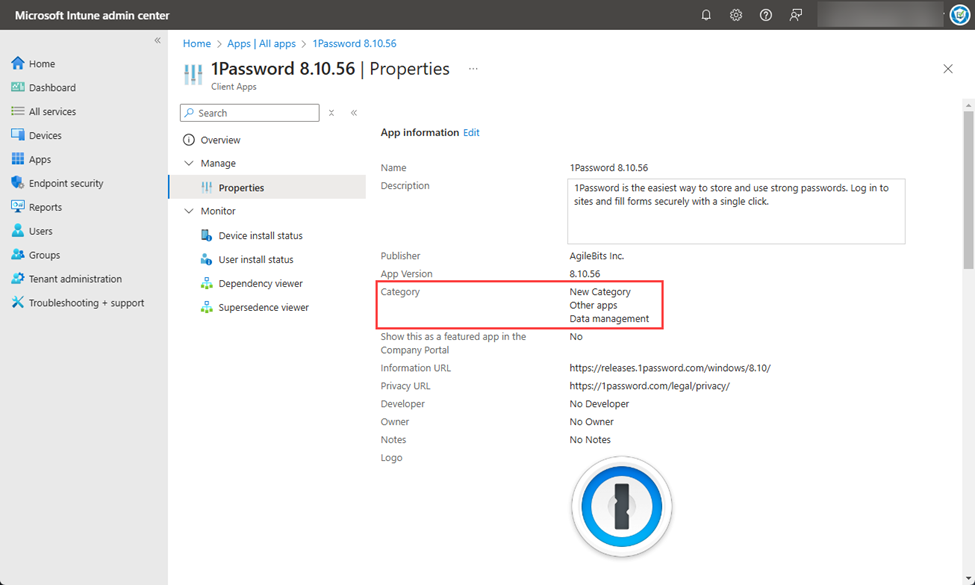 Microsoft Intune admin center
Home > Apps | All apps > 1Password 8.10.56
1Password 8.10.56 | Properties ...
Client Apps
Home
Dashboard
All services
Devices
Apps
Endpoint security
Reports
Users
Groups
Tenant administration
Troubleshooting + support
Search
Overview
Manage
Properties
Monitor
Device install status
User install status
Dependency viewer
Supersedence viewer
App information Edit
Name 1Password 8.10.56
Description 1Password is the easiest way to store and use strong passwords. Log in to
sites and fill forms securely with a single click.
Publisher AgileBits Inc.
App Version 8.10.56
Category New Category
Other apps
Data management
Show this as a featured app in the No
Company Portal
Information URL https://releases.1password.com/windows/8.10/
Privacy URL https://1password.com/legal/privacy/
Developer No Developer
Owner No Owner
Notes No Notes
Logo